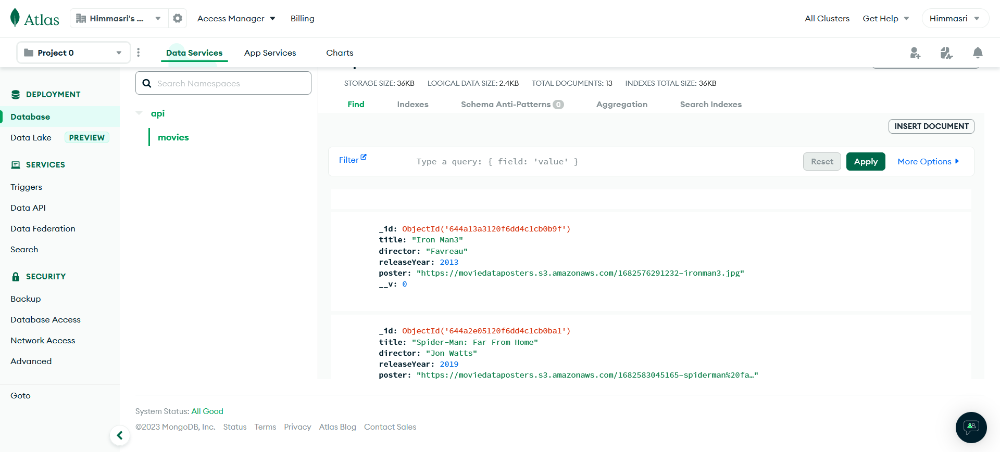 Atlas
Himmasri's ...
Access Manager
Billing
All Clusters
Get Help
Himmasri
Project 0
Data Services
App Services
Charts
DEPLOYMENT
Database
Data Lake PREVIEW
SERVICES
Triggers
Data API
Data Federation
Search
SECURITY
Backup
Database Access
Network Access
Advanced
Goto
Search Namespaces
api
movies
STORAGE SIZE: 36KB LOGICAL DATA SIZE: 2.4KB TOTAL DOCUMENTS: 13 INDEXES TOTAL SIZE: 36KB
Find Indexes Schema Anti-Patterns 0 Aggregation Search Indexes
INSERT DOCUMENT
Filter Type a query: { field: 'value' } Reset Apply More Options
_id: ObjectId('644a13a3120f6dd4c1cb0b9f')
title: "Iron Man3"
director: "Favreau"
releaseYear: 2013
poster: "https://moviedataposters.s3.amazonaws.com/1682576291232-ironman3.jpg"
__v: 0
_id: ObjectId('644a2e05120f6dd4c1cb0ba1')
title: "Spider-Man: Far From Home"
director: "Jon Watts"
releaseYear: 2019
poster: "https://moviedataposters.s3.amazonaws.com/1682583045165-spiderman%20fa…"
System Status: All Good
©2023 MongoDB, Inc. Status Terms Privacy Atlas Blog Contact Sales